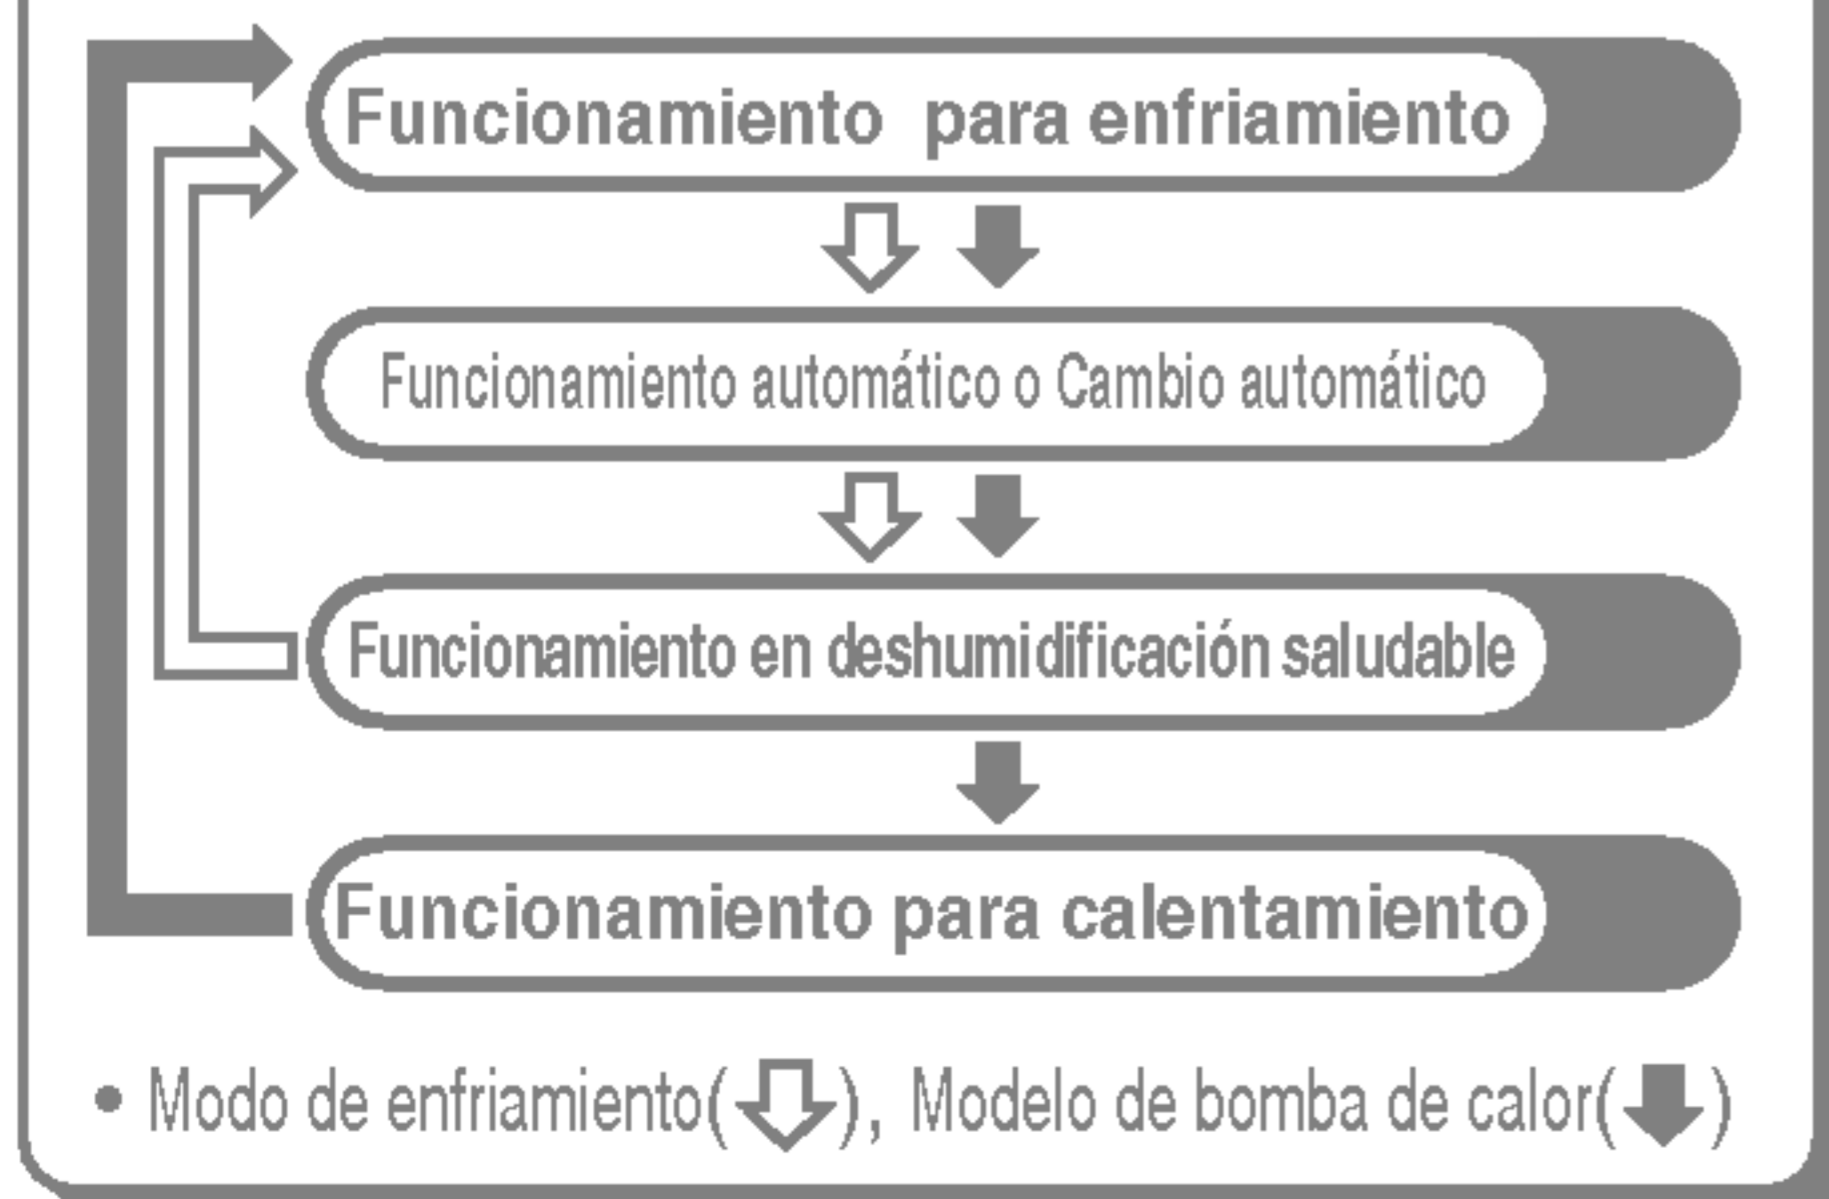 Funcionamiento para enfriamiento
Funcionamiento automático o Cambio automático
Funcionamiento en deshumidificación saludable
Funcionamiento para calentamiento
• Modo de enfriamiento( ), Modelo de bomba de calor( )